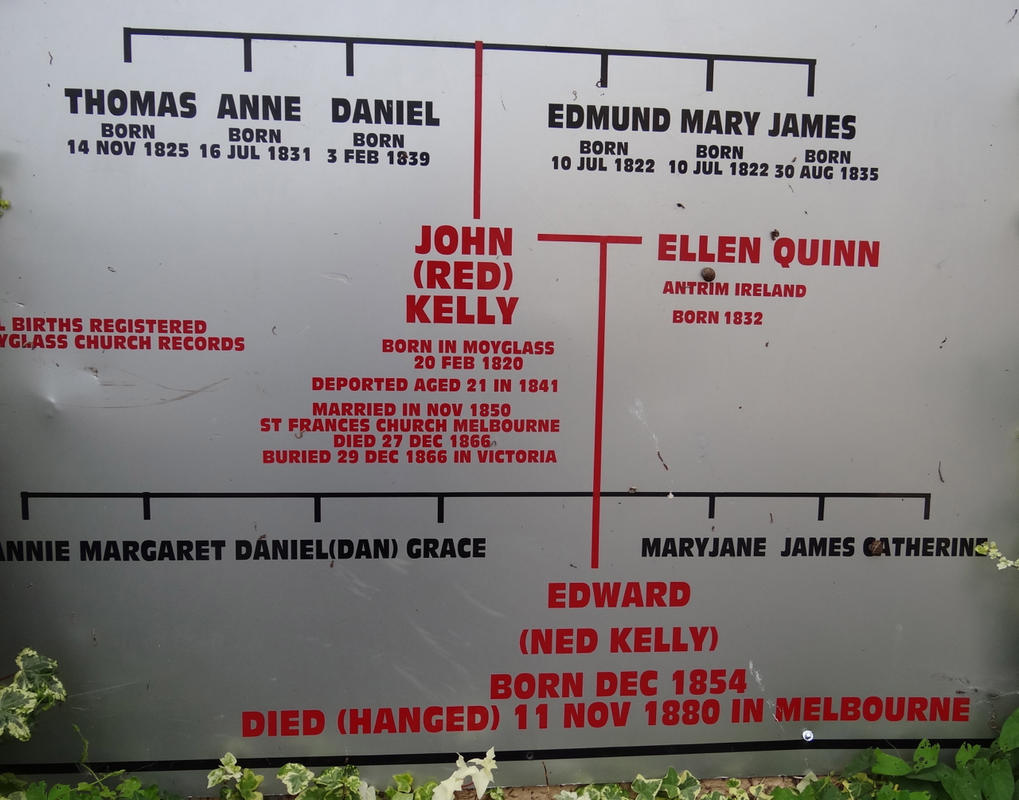 THOMAS ANNE DANIEL EDMUND MARY JAMES
BORN BORN BORN BORN BORN BORN
14 NOV 1825 16 JUL 1831 3 FEB 1839 10 JUL 1822 10 JUL 1822 30 AUG 1835
JOHN
(RED)
KELLY
ELLEN QUINN
ANTRIM IRELAND
BORN 1832
BIRTHS REGISTERED
CHURCH RECORDS
BORN IN MOYGLASS
20 FEB 1820
DEPORTED AGED 21 IN 1841
MARRIED IN NOV 1850
ST FRANCES CHURCH MELBOURNE
DIED 27 DEC 1866
BURIED 29 DEC 1866 IN VICTORIA
ANNIE MARGARET DANIEL(DAN) GRACE MARYJANE JAMES CATHERINE
EDWARD
(NED KELLY)
BORN DEC 1854
DIED (HANGED) 11 NOV 1880 IN MELBOURNE